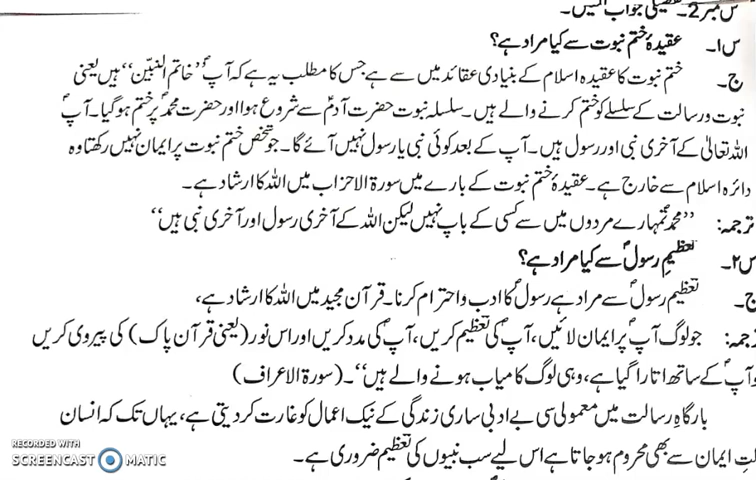 س نمبر 2۔ تفصیلی جواب لکھیں۔
س ۱۔ عقیدۂ ختم نبوت سے کیا مراد ہے؟
ج۔ ختم نبوت کا عقیدہ اسلام کے بنیادی عقائد میں سے ہے جس کا مطلب یہ ہے کہ آپؐ ’’خاتم النبیّین‘‘ ہیں یعنی
نبوت و رسالت کے سلسلے کو ختم کرنے والے ہیں۔ سلسلہ نبوت حضرت آدمؑ سے شروع ہوا اور حضرت محمدؐ پر ختم ہو گیا۔ آپؐ
اللہ تعالیٰ کے آخری نبی اور رسول ہیں۔ آپ کے بعد کوئی نبی یا رسول نہیں آئے گا۔ جو شخص ختم نبوت پر ایمان نہیں رکھتا وہ
دائرہ اسلام سے خارج ہے۔ عقیدۂ ختم نبوت کے بارے میں سورۃ الاحزاب میں اللہ کا ارشاد ہے۔
ترجمہ: ’’محمدؐ تمہارے مردوں میں سے کسی کے باپ نہیں لیکن اللہ کے آخری رسول اور آخری نبی ہیں‘‘
س ۲۔ تعظیمِ رسولؐ سے کیا مراد ہے؟
ج۔ تعظیم رسولؐ سے مراد ہے رسولؐ کا ادب و احترام کرنا۔ قرآن مجید میں اللہ کا ارشاد ہے،
ترجمہ: جو لوگ آپؐ پر ایمان لائیں، آپؐ کی تعظیم کریں، آپؐ کی مدد کریں اور اس نور (یعنی قرآن پاک) کی پیروی کریں
جو آپؐ کے ساتھ اتارا گیا ہے، وہی لوگ کامیاب ہونے والے ہیں‘‘۔ (سورۃ الاعراف)
بارگاہِ رسالت میں معمولی سی بے ادبی ساری زندگی کے نیک اعمال کو غارت کر دیتی ہے، یہاں تک کہ انسان
ایمان سے بھی محروم ہو جاتا ہے اس لیے سب نبیوں کی تعظیم ضروری ہے۔
RECORDED WITH
SCREENCAST MATIC